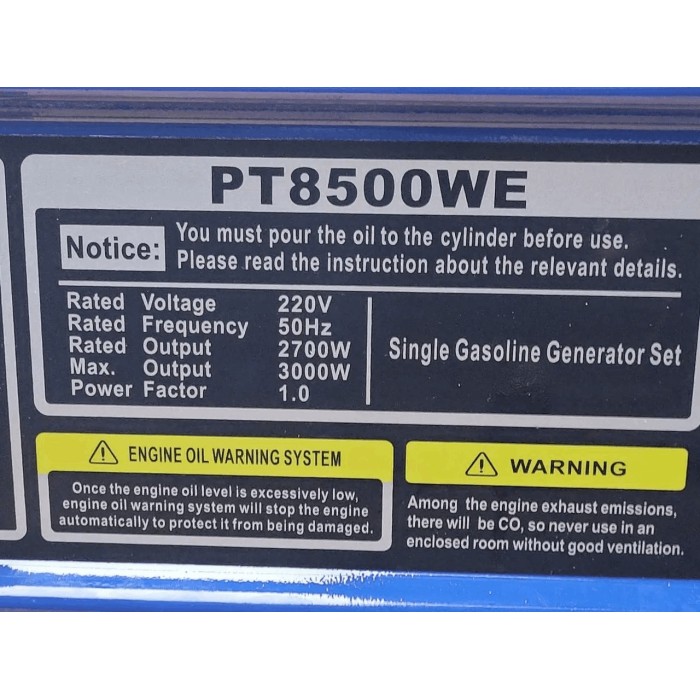 PT8500WE
Notice: You must pour the oil to the cylinder before use.
Please read the instruction about the relevant details.
Rated Voltage 220V
Rated Frequency 50Hz
Rated Output 2700W
Max. Output 3000W
Power Factor 1.0
Single Gasoline Generator Set
ENGINE OIL WARNING SYSTEM
Once the engine oil level is excessively low,
engine oil warning system will stop the engine
automatically to protect it from being damaged.
WARNING
Among the engine exhaust emissions,
there will be CO, so never use in an
enclosed room without good ventilation.